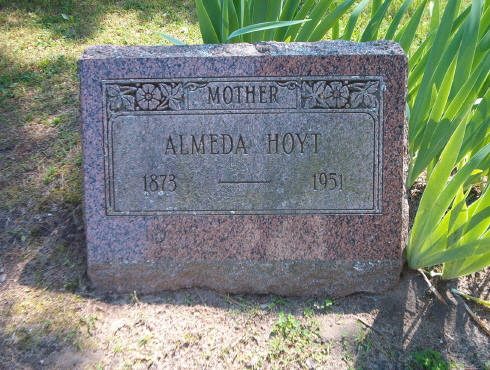 MOTHER
ALMEDA HOYT
1873 — 1951